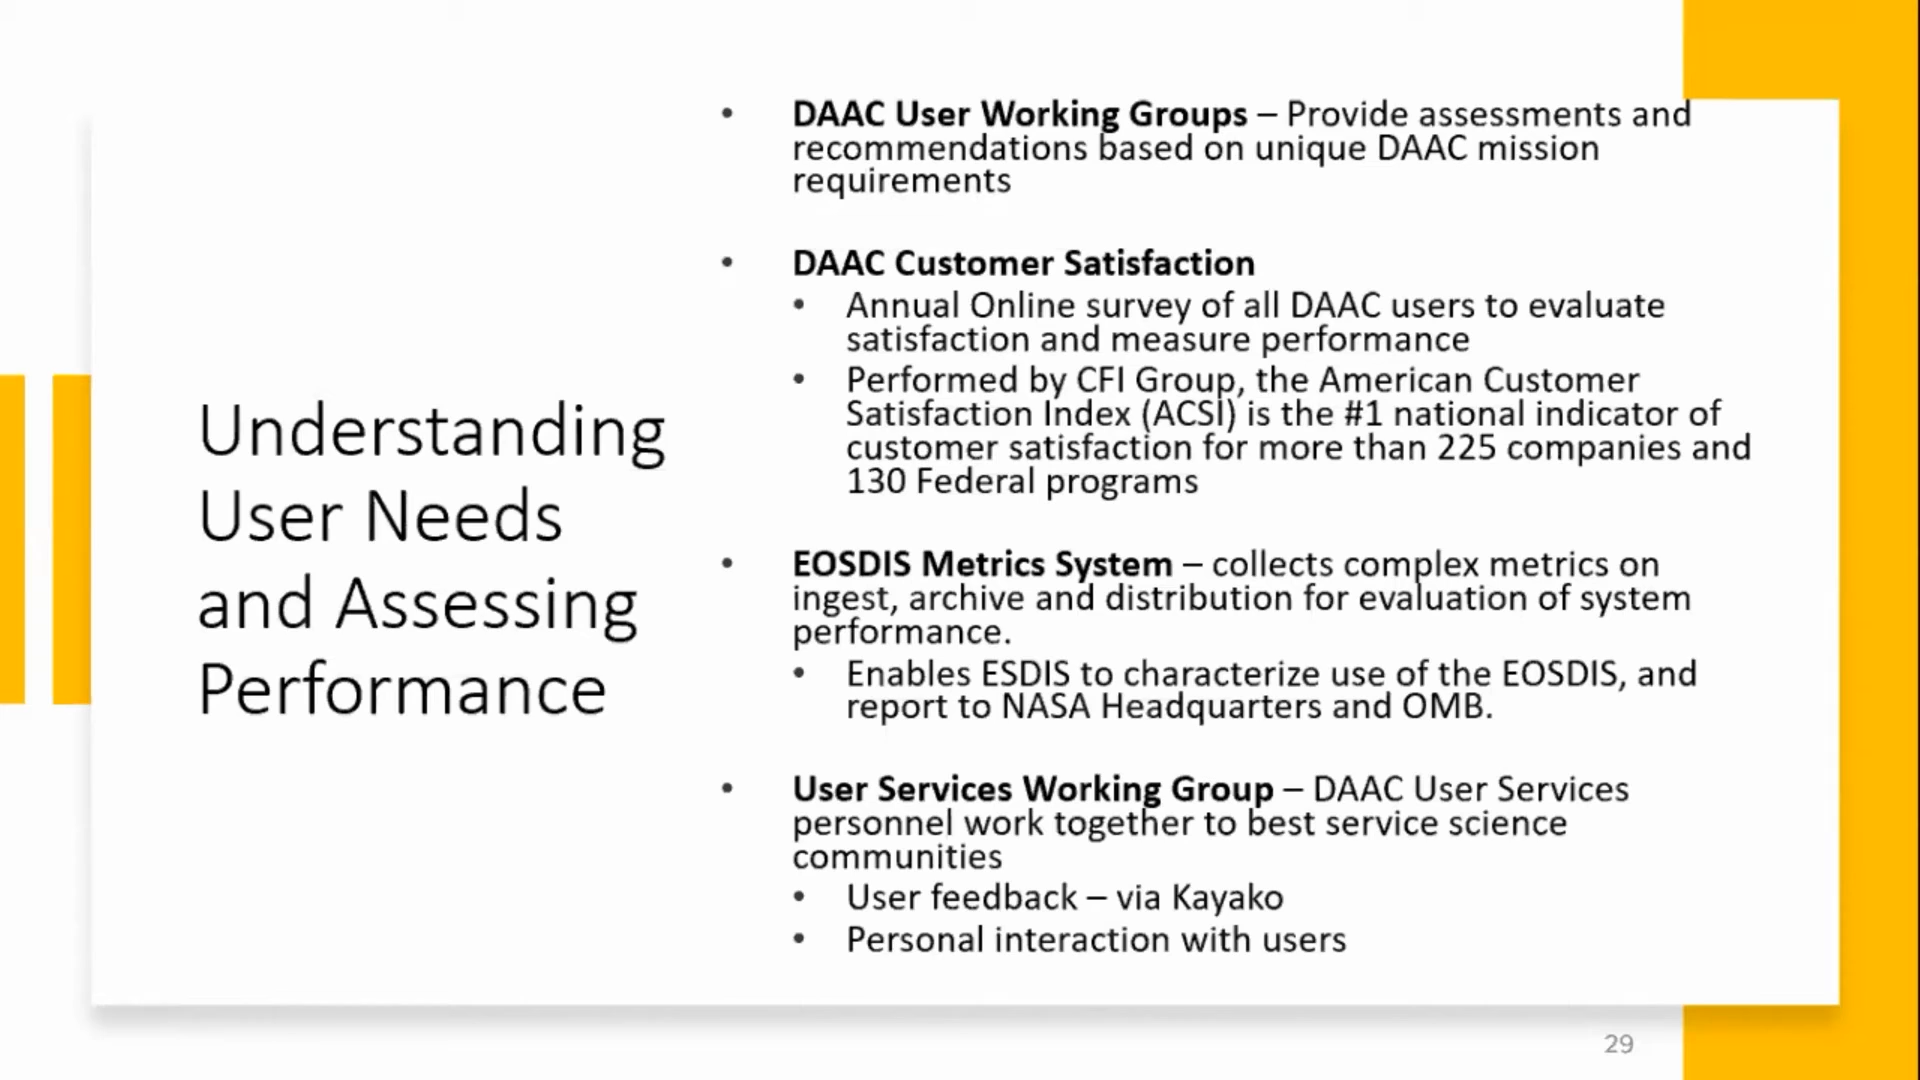 Understanding
User Needs
and Assessing
Performance
• DAAC User Working Groups – Provide assessments and
recommendations based on unique DAAC mission
requirements
• DAAC Customer Satisfaction
• Annual Online survey of all DAAC users to evaluate
satisfaction and measure performance
• Performed by CFI Group, the American Customer
Satisfaction Index (ACSI) is the #1 national indicator of
customer satisfaction for more than 225 companies and
130 Federal programs
• EOSDIS Metrics System – collects complex metrics on
ingest, archive and distribution for evaluation of system
performance.
• Enables ESDIS to characterize use of the EOSDIS, and
report to NASA Headquarters and OMB.
• User Services Working Group – DAAC User Services
personnel work together to best service science
communities
• User feedback – via Kayako
• Personal interaction with users
29